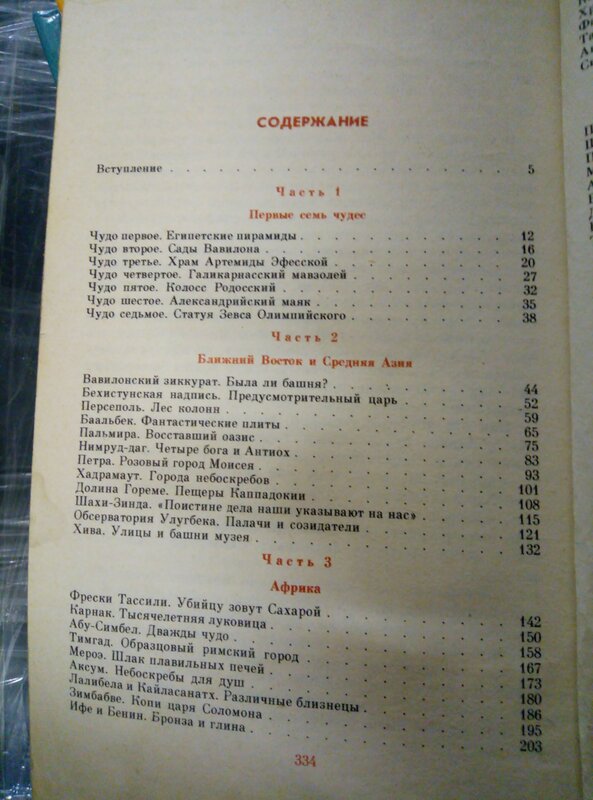 СОДЕРЖАНИЕ
Вступление . . . . . . . . . . . . . . . 5
Часть 1
Первые семь чудес
Чудо первое. Египетские пирамиды . . . . . . . . . . 12
Чудо второе. Сады Вавилона . . . . . . . . . . 16
Чудо третье. Храм Артемиды Эфесской . . . . . . . . . . 20
Чудо четвертое. Галикарнасский мавзолей . . . . . . . . . . 27
Чудо пятое. Колосс Родосский . . . . . . . . . . 32
Чудо шестое. Александрийский маяк . . . . . . . . . . 35
Чудо седьмое. Статуя Зевса Олимпийского . . . . . . . . . . 38
Часть 2
Ближний Восток и Средняя Азия
Вавилонский зиккурат. Была ли башня? . . . . . . . . . . 44
Бехистунская надпись. Предусмотрительный царь . . . . . . . . 52
Персеполь. Лес колонн . . . . . . . . . . 59
Баальбек. Фантастические плиты . . . . . . . . . . 65
Пальмира. Восставший оазис . . . . . . . . . . 75
Нимруд-даг. Четыре бога и Антиох . . . . . . . . . . 83
Петра. Розовый город Моисея . . . . . . . . . . 93
Хадрамаут. Города небоскребов . . . . . . . . . . 101
Долина Гореме. Пещеры Каппадокии . . . . . . . . . . 108
Шахи-Зинда. «Поистине дела наши указывают на нас» . . . . . . 115
Обсерватория Улугбека. Палачи и созидатели . . . . . . . . 121
Хива. Улицы и башни музея . . . . . . . . . . 132
Часть 3
Африка
Фрески Тассили. Убийцу зовут Сахарой . . . . . . . . . . 142
Карнак. Тысячелетняя луковица . . . . . . . . . . 150
Абу-Симбел. Дважды чудо . . . . . . . . . . 158
Тимгад. Образцовый римский город . . . . . . . . . . 167
Мероэ. Шлак плавильных печей . . . . . . . . . . 173
Аксум. Небоскребы для душ . . . . . . . . . . 180
Лалибела и Кайласанатх. Различные близнецы . . . . . . . . 186
Зимбабве. Копи царя Соломона . . . . . . . . . . 195
Ифе и Бенин. Бронза и глина . . . . . . . . . . 203
334